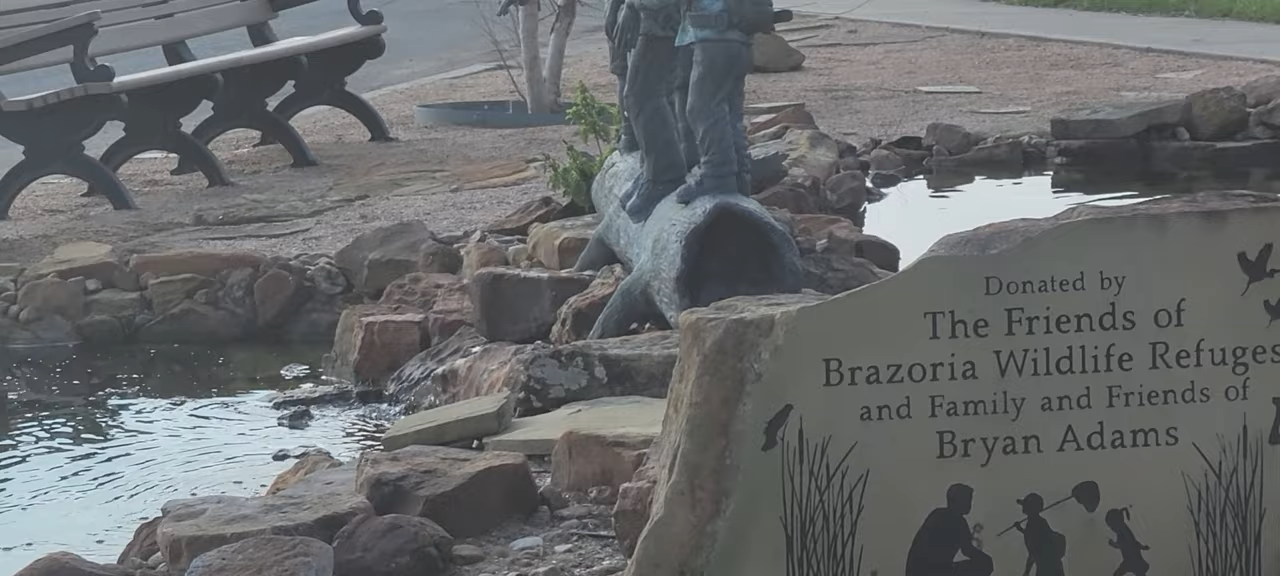 Donated by
The Friends of
Brazoria Wildlife Refuges
and Family and Friends of
Bryan Adams